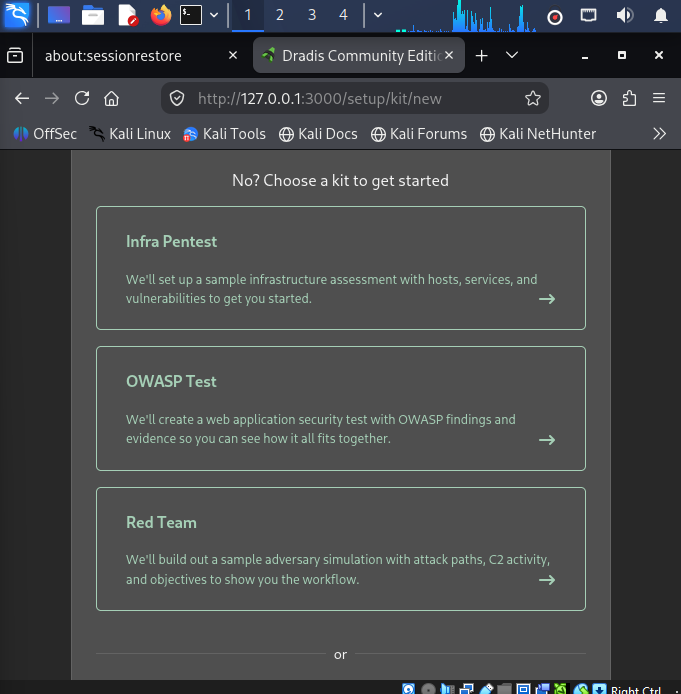 1 2 3 4
about:sessionrestore
Dradis Community Editic
http://127.0.0.1:3000/setup/kit/new
OffSec Kali Linux Kali Tools Kali Docs Kali Forums Kali NetHunter
No? Choose a kit to get started
Infra Pentest
We'll set up a sample infrastructure assessment with hosts, services, and
vulnerabilities to get you started.
OWASP Test
We'll create a web application security test with OWASP findings and
evidence so you can see how it all fits together.
Red Team
We'll build out a sample adversary simulation with attack paths, C2 activity,
and objectives to show you the workflow.
or
Right Ctrl